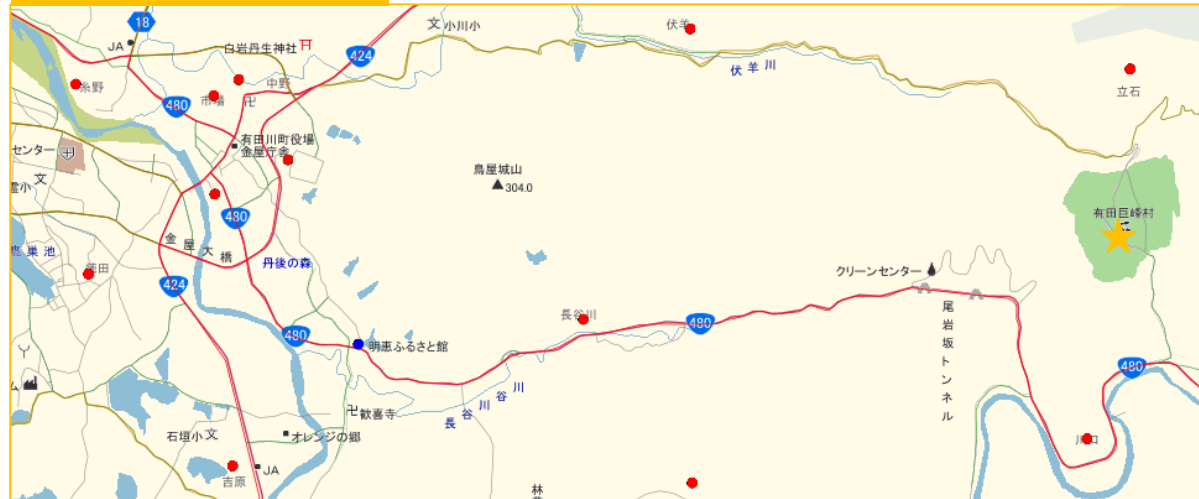 18
JA
白岩丹生神社
424
文 小川小
伏羊
伏羊川
立石
糸野
中野
市場
480
センター
有田川町役場
金屋庁舎
鳥屋城山
304.0
有田巨峰村
480
金屋大橋
丹後の森
424
クリーンセンター
長谷川
480
480
明恵ふるさと館
尾岩坂トンネル
480
長谷川谷川
歓喜寺
石垣小 文
オレンジの郷
川口
JA
吉原
林